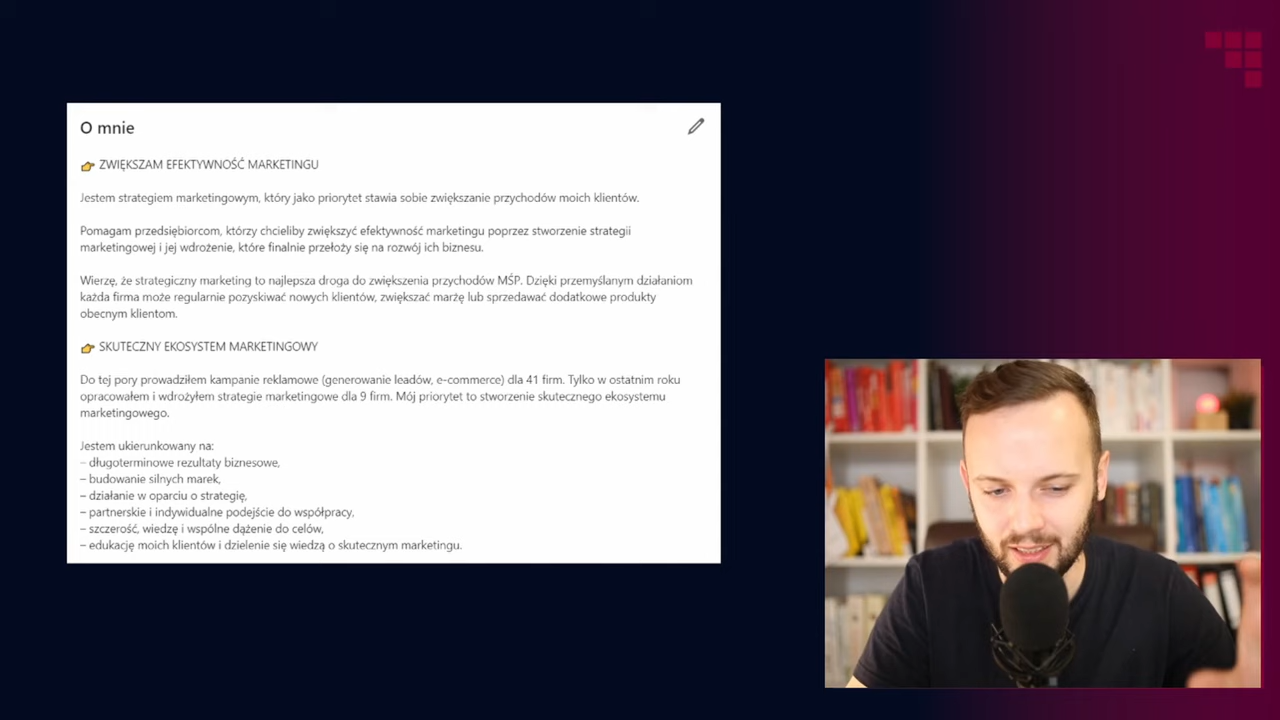 O mnie
👉 ZWIĘKSZAM EFEKTYWNOŚĆ MARKETINGU
Jestem strategiem marketingowym, który jako priorytet stawia sobie zwiększanie przychodów moich klientów.
Pomagam przedsiębiorcom, którzy chcieliby zwiększyć efektywność marketingu poprzez stworzenie strategii
marketingowej i jej wdrożenie, które finalnie przełoży się na rozwój ich biznesu.
Wierzę, że strategiczny marketing to najlepsza droga do zwiększenia przychodów MŚP. Dzięki przemyślanym działaniom
każda firma może regularnie pozyskiwać nowych klientów, zwiększać marżę lub sprzedawać dodatkowe produkty
obecnym klientom.
👉 SKUTECZNY EKOSYSTEM MARKETINGOWY
Do tej pory prowadziłem kampanie reklamowe (generowanie leadów, e-commerce) dla 41 firm. Tylko w ostatnim roku
opracowałem i wdrożyłem strategie marketingowe dla 9 firm. Mój priorytet to stworzenie skutecznego ekosystemu
marketingowego.
Jestem ukierunkowany na:
– długoterminowe rezultaty biznesowe,
– budowanie silnych marek,
– działanie w oparciu o strategię,
– partnerskie i indywidualne podejście do współpracy,
– szczerość, wiedzę i wspólne dążenie do celów,
– edukację moich klientów i dzielenie się wiedzą o skutecznym marketingu.